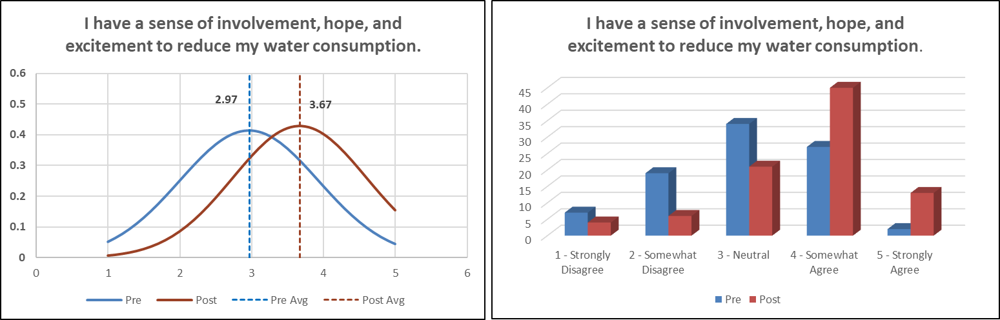 I have a sense of involvement, hope, and
excitement to reduce my water consumption.
0.6
0.5
0.4
0.3
0.2
0.1
0
2.97
3.67
0 1 2 3 4 5 6
Pre Post Pre Avg Post Avg
I have a sense of involvement, hope, and
excitement to reduce my water consumption.
45
40
35
30
25
20
15
10
5
0
1 - Strongly
Disagree
2 - Somewhat
Disagree
3 - Neutral
4 - Somewhat
Agree
5 - Strongly
Agree
Pre Post